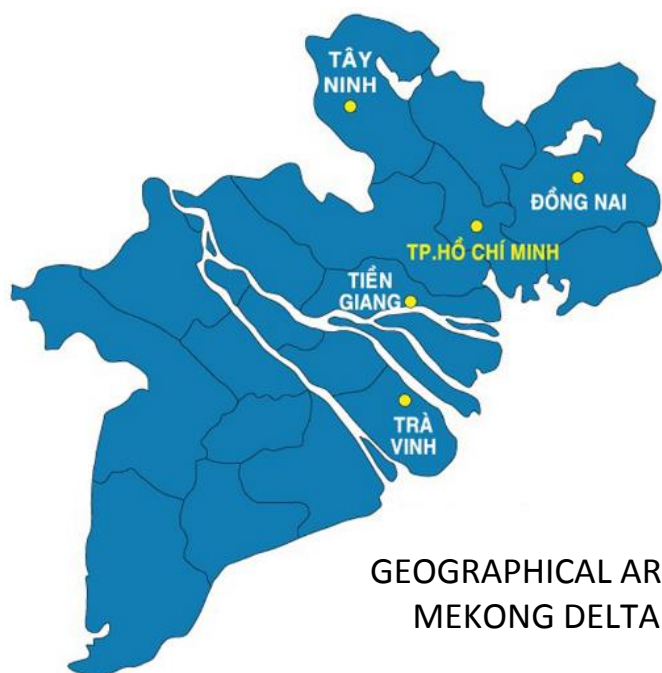 TÂY
NINH
ĐỒNG NAI
TP.HỒ CHÍ MINH
TIỀN
GIANG
TRÀ
VINH
GEOGRAPHICAL AR
MEKONG DELTA